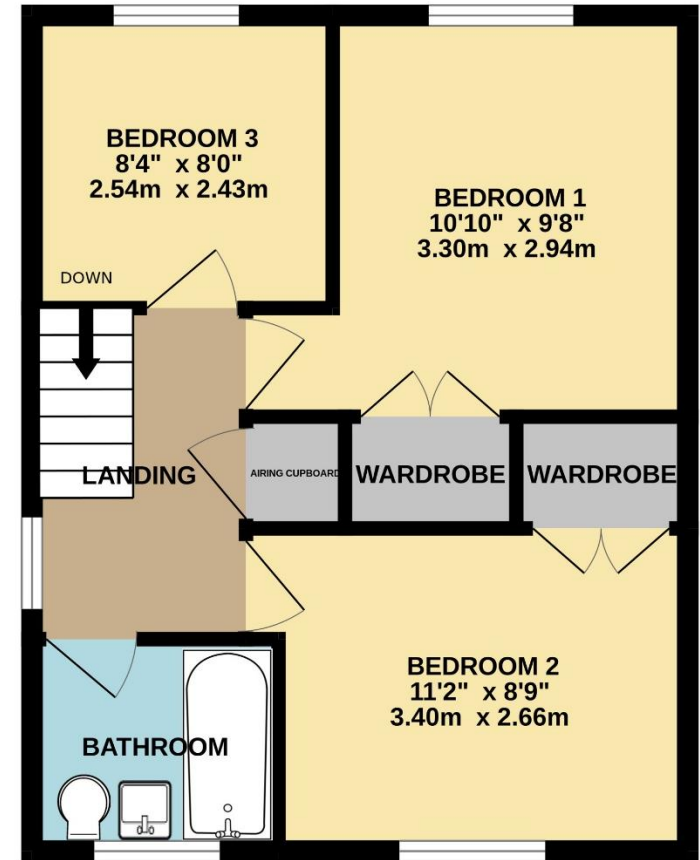 BEDROOM 3
8'4" x 8'0"
2.54m x 2.43m
BEDROOM 1
10'10" x 9'8"
3.30m x 2.94m
DOWN
LANDING
AIRING CUPBOARD
WARDROBE
WARDROBE
BEDROOM 2
11'2" x 8'9"
3.40m x 2.66m
BATHROOM